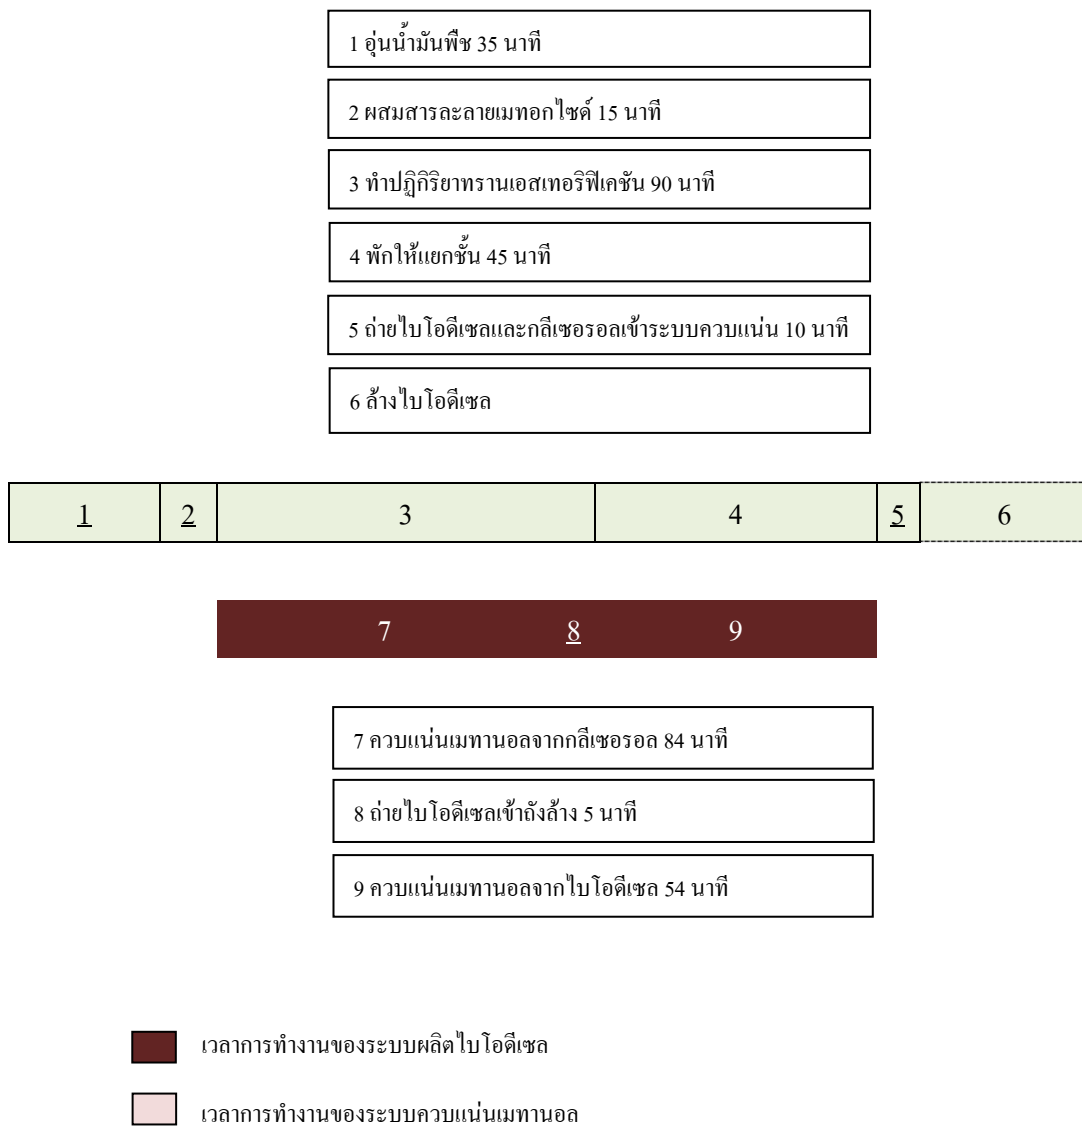 1 อุ่นน้ำมันพืช 35 นาที
2 ผสมสารละลายเมทอกไซด์ 15 นาที
3 ทำปฏิกิริยาทรานเอสเทอริฟิเคชัน 90 นาที
4 พักให้แยกชั้น 45 นาที
5 ถ่ายไบโอดีเซลและกลีเซอรอลเข้าระบบควบแน่น 10 นาที
6 ล้างไบโอดีเซล
1 2 3 4 5 6
7 8 9
7 ควบแน่นเมทานอลจากกลีเซอรอล 84 นาที
8 ถ่ายไบโอดีเซลเข้าถังล้าง 5 นาที
9 ควบแน่นเมทานอลจากไบโอดีเซล 54 นาที
เวลาการทำงานของระบบผลิตไบโอดีเซล
เวลาการทำงานของระบบควบแน่นเมทานอล